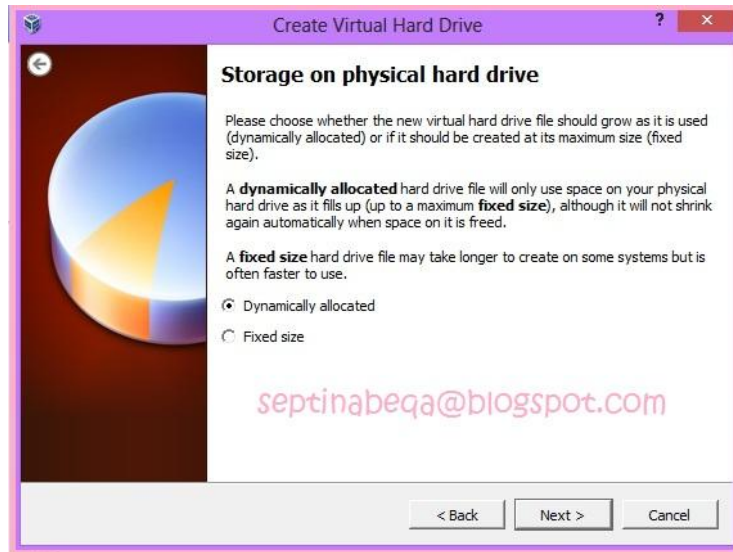 Create Virtual Hard Drive
?
Storage on physical hard drive
Please choose whether the new virtual hard drive file should grow as it is used
(dynamically allocated) or if it should be created at its maximum size (fixed
size).
A dynamically allocated hard drive file will only use space on your physical
hard drive as it fills up (up to a maximum fixed size), although it will not shrink
again automatically when space on it is freed.
A fixed size hard drive file may take longer to create on some systems but is
often faster to use.
Dynamically allocated
Fixed size
septinabeqa@blogspot.com
< Back Next > Cancel